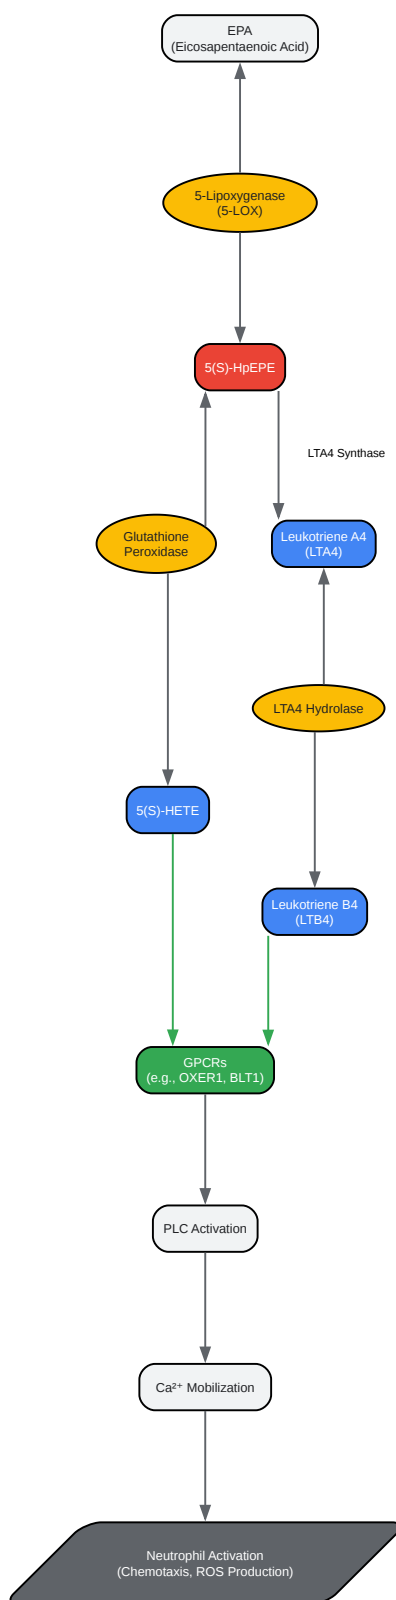 EPA
(Eicosapentaenoic Acid)
5-Lipoxygenase
(5-LOX)
5(S)-HpEPE
LTA4 Synthase
Glutathione
Peroxidase
Leukotriene A4
(LTA4)
LTA4 Hydrolase
5(S)-HETE
Leukotriene B4
(LTB4)
GPCRs
(e.g., OXER1, BLT1)
PLC Activation
Ca²⁺ Mobilization
Neutrophil Activation
(Chemotaxis, ROS Production)